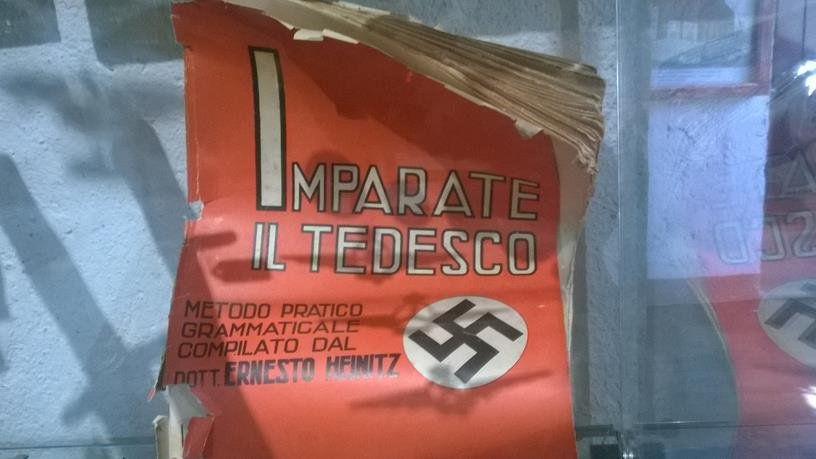 IMPARATE
IL TEDESCO
METODO PRATICO
GRAMMATICALE
COMPILATO DAL
DOTT. ERNESTO HEINITZ